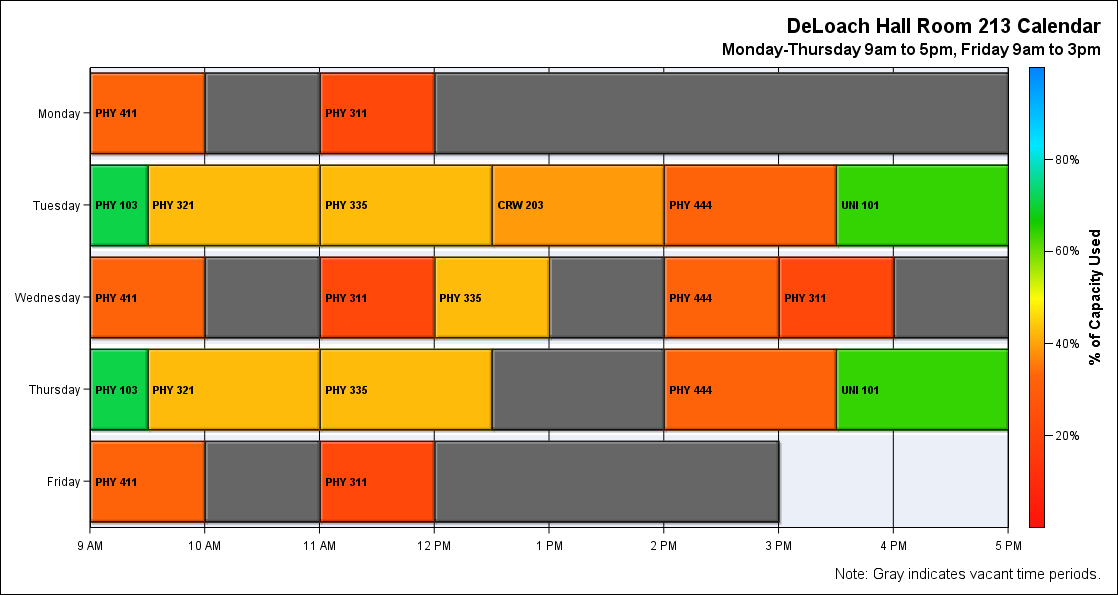 DeLoach Hall Room 213 Calendar
Monday-Thursday 9am to 5pm, Friday 9am to 3pm
Monday PHY 411 PHY 311
Tuesday PHY 103 PHY 321 PHY 335 CRW 203 PHY 444 UNI 101
Wednesday PHY 411 PHY 311 PHY 335 PHY 444 PHY 311
Thursday PHY 103 PHY 321 PHY 335 PHY 444 UNI 101
Friday PHY 411 PHY 311
9 AM 10 AM 11 AM 12 PM 1 PM 2 PM 3 PM 4 PM 5 PM
80%
60%
40%
20%
% of Capacity Used
Note: Gray indicates vacant time periods.